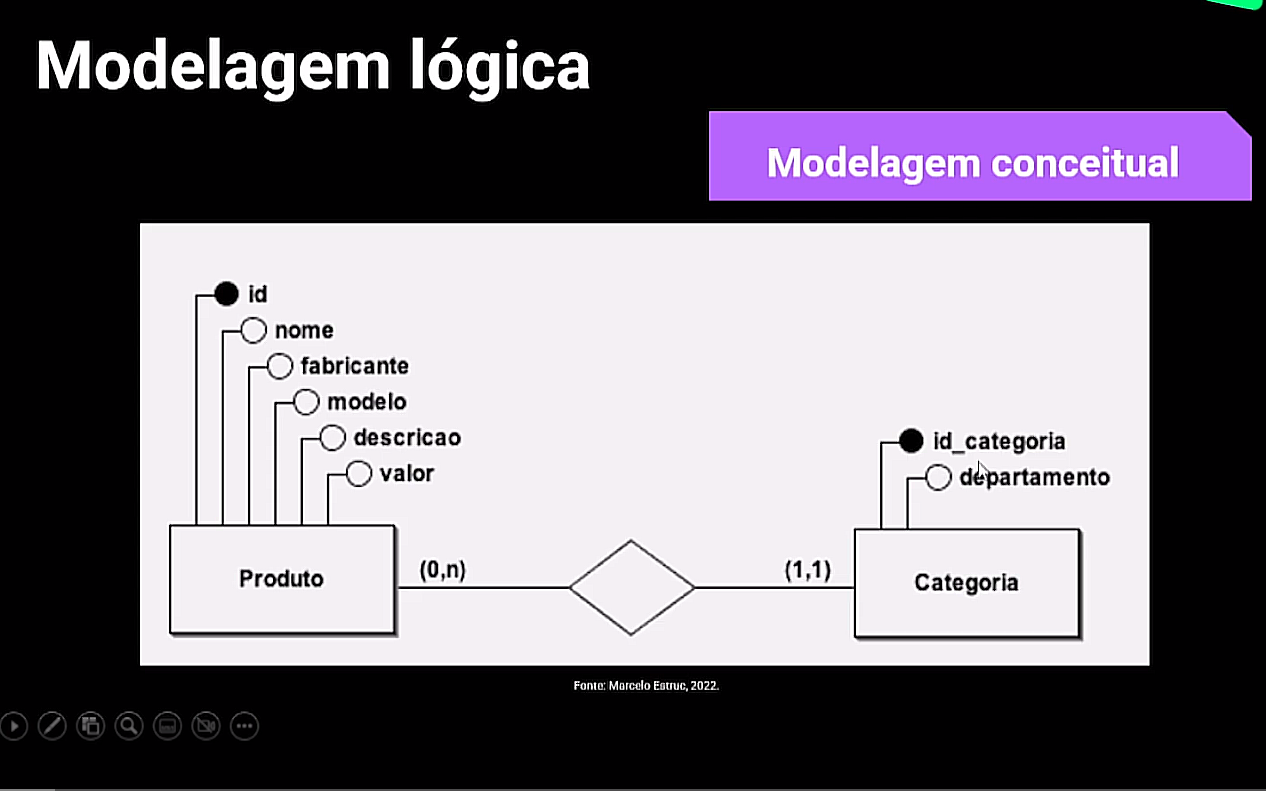 Modelagem lógica
Modelagem conceitual
id
nome
fabricante
modelo
descricao
valor
id_categoria
departamento
Produto
(0,n)
(1,1)
Categoria
Fonte: Marcelo Estruc, 2022.